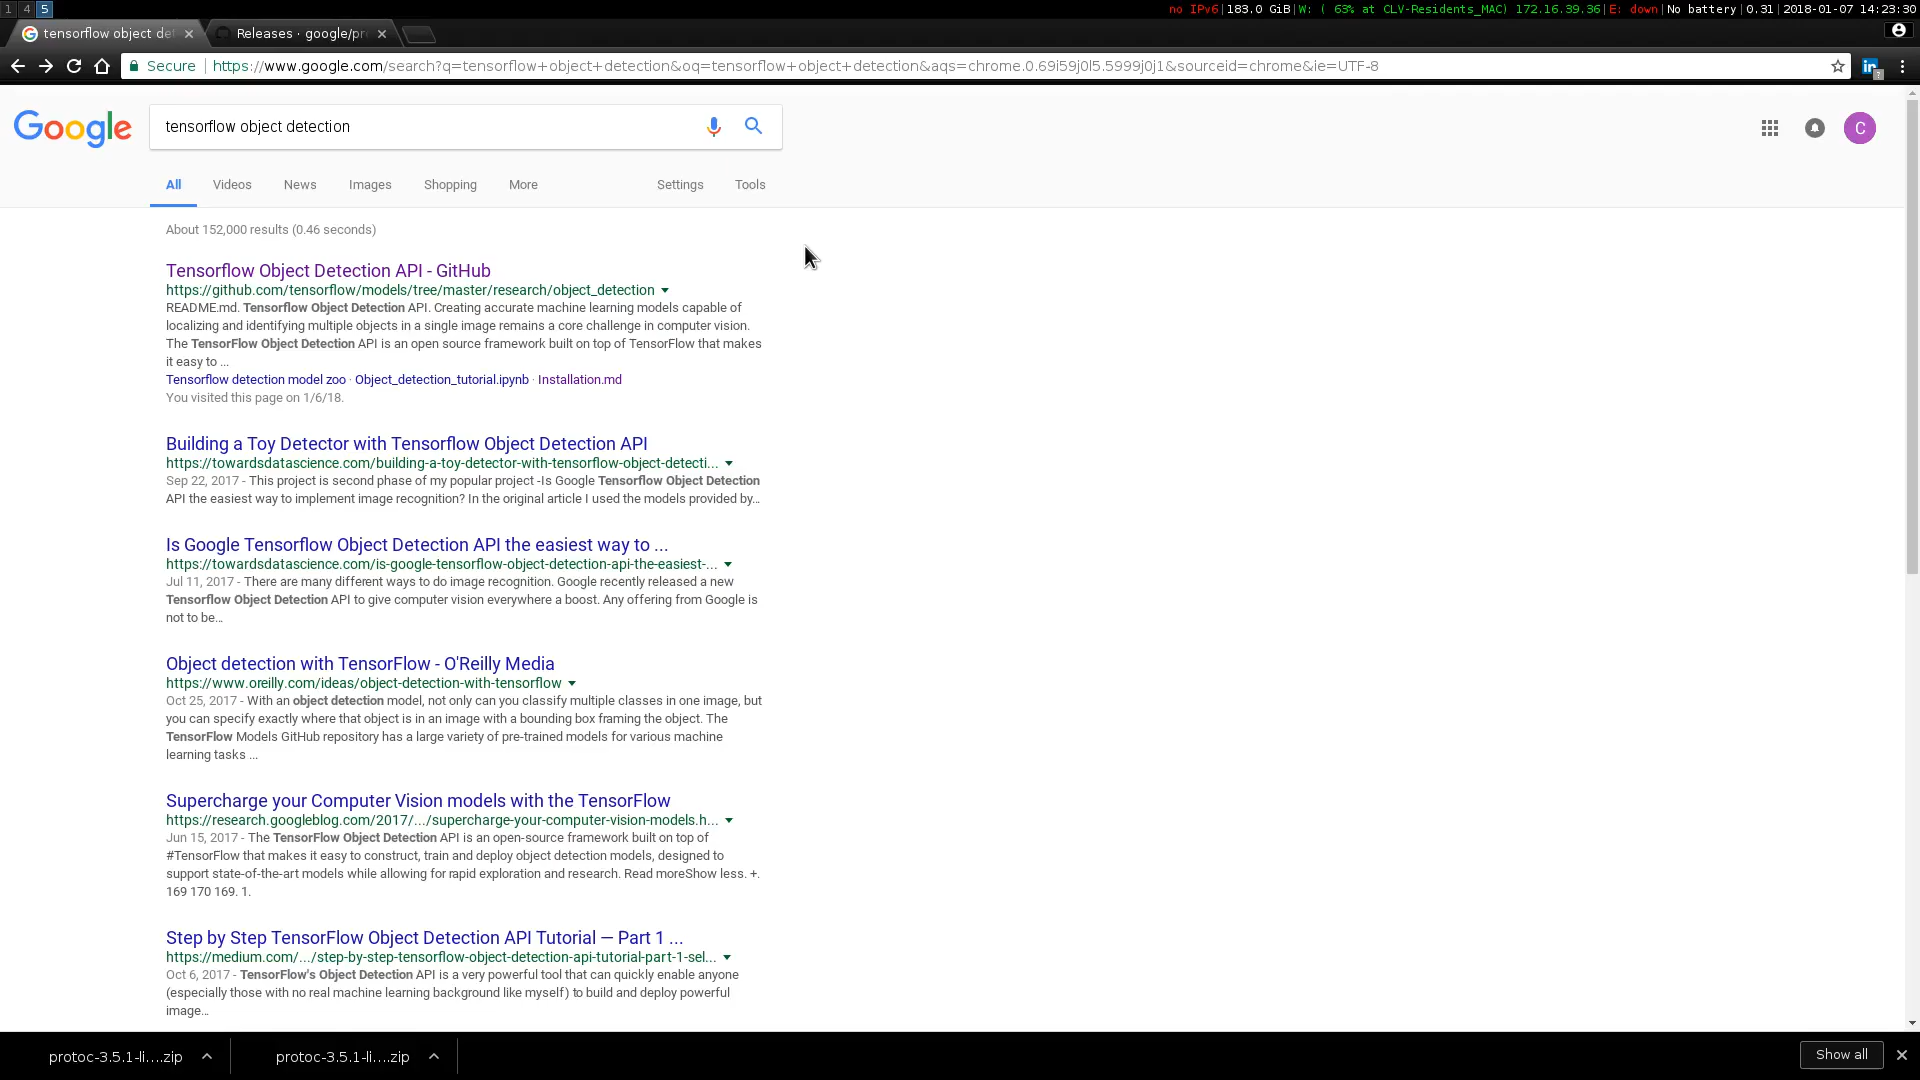 1 4 5 no IPv6|183.0 GiB|W: ( 63% at CLV-Residents_MAC) 172.16.39.36|E: down|No battery|0.31|2018-01-07 14:23:30
tensorflow object de Releases · google/pr
Secure https://www.google.com/search?q=tensorflow+object+detection&oq=tensorflow+object+detection&aqs=chrome.0.69i59j0l5.5999j0j1&sourceid=chrome&ie=UTF-8
Google tensorflow object detection C
All Videos News Images Shopping More Settings Tools
About 152,000 results (0.46 seconds)
Tensorflow Object Detection API - GitHub
https://github.com/tensorflow/models/tree/master/research/object_detection
README.md. Tensorflow Object Detection API. Creating accurate machine learning models capable of
localizing and identifying multiple objects in a single image remains a core challenge in computer vision.
The TensorFlow Object Detection API is an open source framework built on top of TensorFlow that makes
it easy to ...
Tensorflow detection model zoo · Object_detection_tutorial.ipynb · Installation.md
You visited this page on 1/6/18.
Building a Toy Detector with Tensorflow Object Detection API
https://towardsdatascience.com/building-a-toy-detector-with-tensorflow-object-detecti...
Sep 22, 2017 - This project is second phase of my popular project -Is Google Tensorflow Object Detection
API the easiest way to implement image recognition? In the original article I used the models provided by…
Is Google Tensorflow Object Detection API the easiest way to ...
https://towardsdatascience.com/is-google-tensorflow-object-detection-api-the-easiest-...
Jul 11, 2017 - There are many different ways to do image recognition. Google recently released a new
Tensorflow Object Detection API to give computer vision everywhere a boost. Any offering from Google is
not to be…
Object detection with TensorFlow - O'Reilly Media
https://www.oreilly.com/ideas/object-detection-with-tensorflow
Oct 25, 2017 - With an object detection model, not only can you classify multiple classes in one image, but
you can specify exactly where that object is in an image with a bounding box framing the object. The
TensorFlow Models GitHub repository has a large variety of pre-trained models for various machine
learning tasks ...
Supercharge your Computer Vision models with the TensorFlow
https://research.googleblog.com/2017/.../supercharge-your-computer-vision-models.h...
Jun 15, 2017 - The TensorFlow Object Detection API is an open-source framework built on top of
#TensorFlow that makes it easy to construct, train and deploy object detection models, designed to
support state-of-the-art models while allowing for rapid exploration and research. Read moreShow less. +.
169 170 169. 1.
Step by Step TensorFlow Object Detection API Tutorial — Part 1 ...
https://medium.com/.../step-by-step-tensorflow-object-detection-api-tutorial-part-1-sel...
Oct 6, 2017 - TensorFlow's Object Detection API is a very powerful tool that can quickly enable anyone
(especially those with no real machine learning background like myself) to build and deploy powerful
image…
protoc-3.5.1-li....zip protoc-3.5.1-li....zip Show all